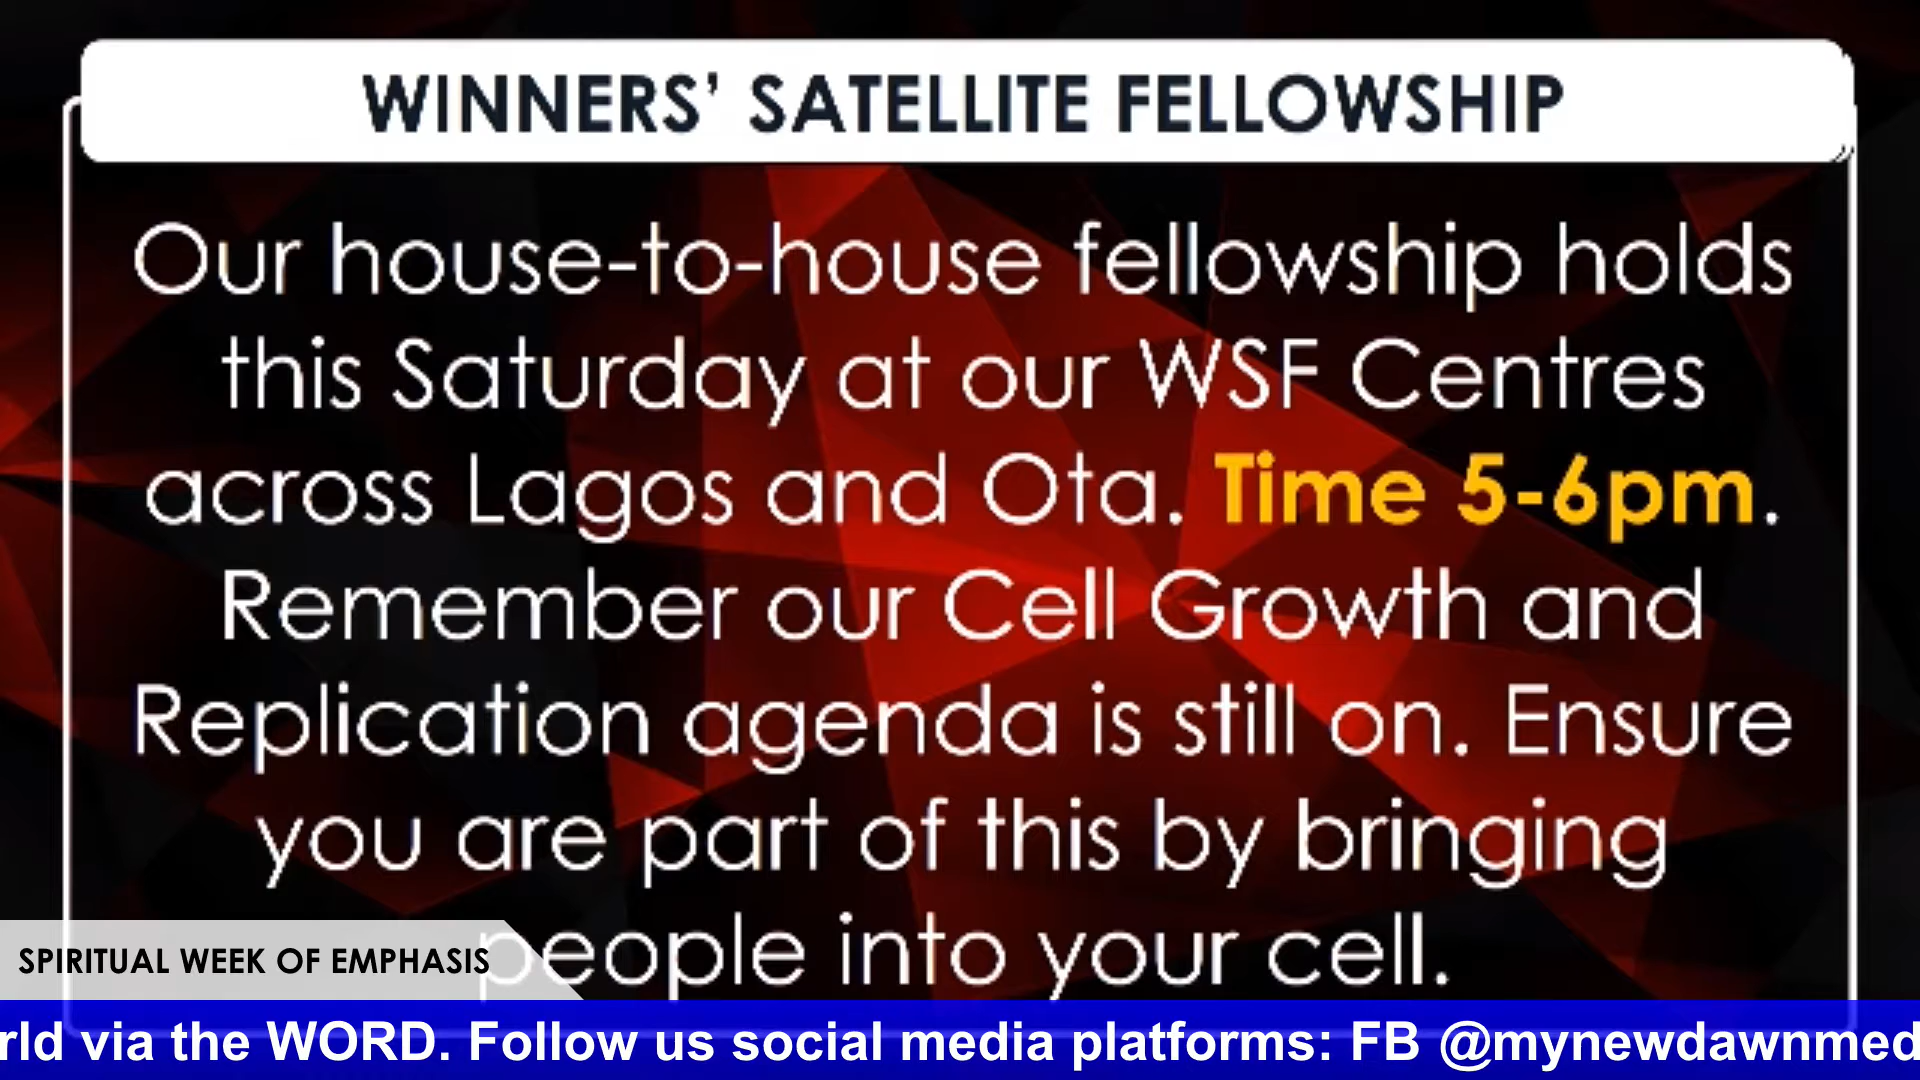 WINNERS' SATELLITE FELLOWSHIP
Our house-to-house fellowship holds
this Saturday at our WSF Centres
across Lagos and Ota. Time 5-6pm.
Remember our Cell Growth and
Replication agenda is still on. Ensure
you are part of this by bringing
people into your cell.
SPIRITUAL WEEK OF EMPHASIS
rld via the WORD. Follow us social media platforms: FB @mynewdawnmed